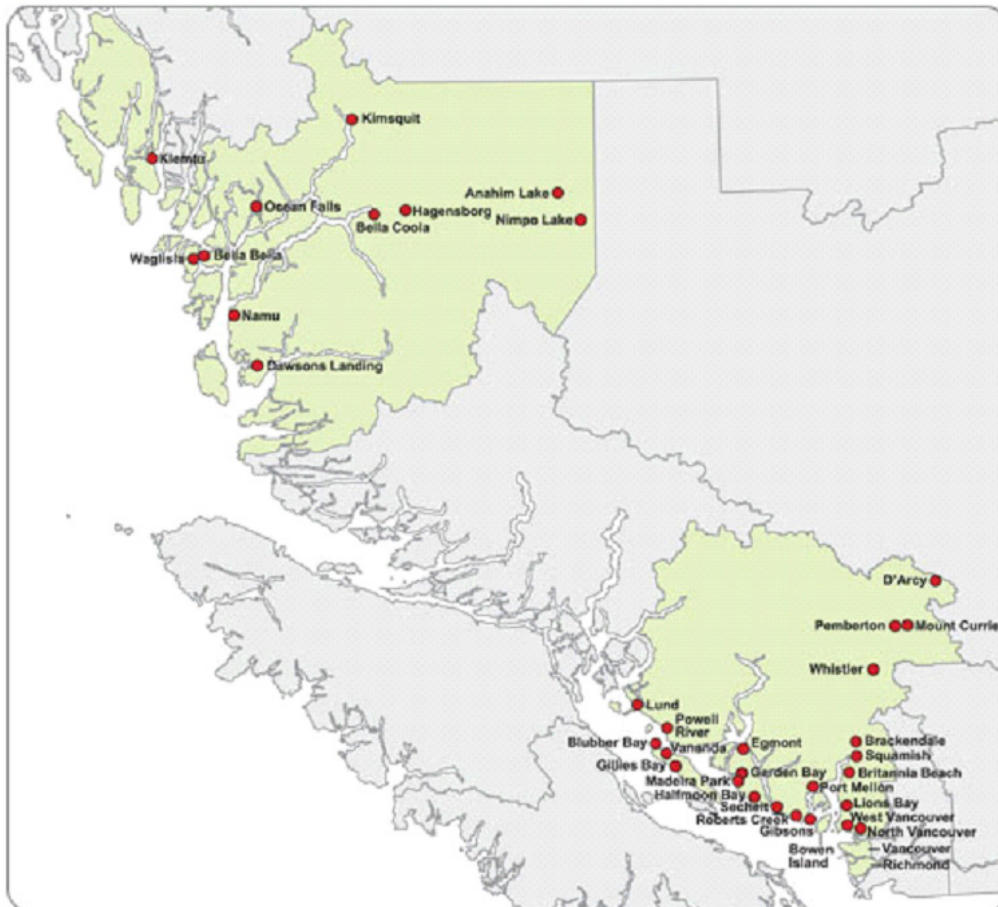 Kimsquit
Klemtu
Anahim Lake
Ocean Falls
Hagensborg
Nimpo Lake
Bella Coola
Waglisla
Bella Bella
Namu
Dawsons Landing
D'Arcy
Pemberton
Mount Currie
Whistler
Lund
Powell
River
Blubber Bay
Vananda
Egmont
Brackendale
Squamish
Gillies Bay
Garden Bay
Britannia Beach
Madeira Park
Port Mellon
Halfmoon Bay
Sechelt
Lions Bay
Roberts Creek
West Vancouver
Gibsons
North Vancouver
Bowen
Island
Vancouver
Richmond